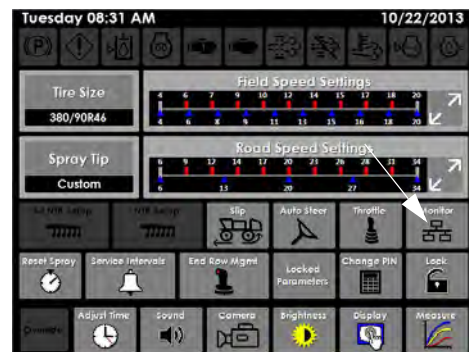 Tuesday 08:31 AM 10/22/2013
Tire Size
380/90R46
Field Speed Settings
4 6 7 9 10 12 14 15 17 18 20
4 6 8 9 11 13 15 16 18 20
Spray Tip
Custom
Road Speed Settings
6 9 12 14 17 20 23 26 28 31 34
6 13 20 27 34
Slip
Auto Steer
Throttle
Monitor
Reset Spray
Service Intervals
End Row Mgmt
Locked
Parameters
Change PIN
Lock
Override
Adjust Time
Sound
Camera
Brightness
Display
Measure